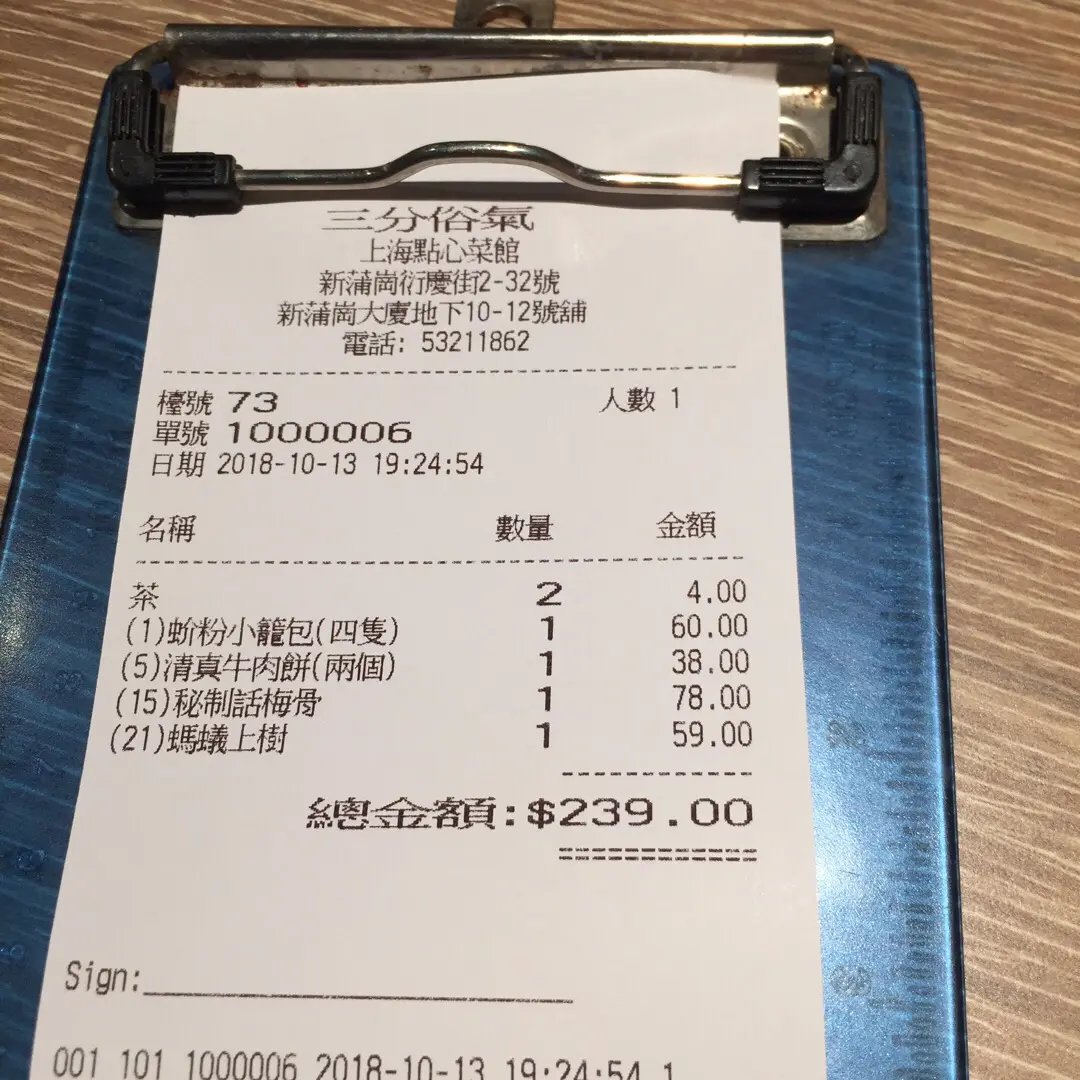 三分俗氣
上海點心菜館
新蒲崗衍慶街2-32號
新蒲崗大廈地下10-12號舖
電話: 53211862
檯號 73 人數 1
單號 1000006
日期 2018-10-13 19:24:54
名稱 數量 金額
茶 2 4.00
(1)蚧粉小籠包(四隻) 1 60.00
(5)清真牛肉餅(兩個) 1 38.00
(15)秘制話梅骨 1 78.00
(21)螞蟻上樹 1 59.00
總金額:$239.00
Sign:
001 101 1000006 2018-10-13 19:24:54 1